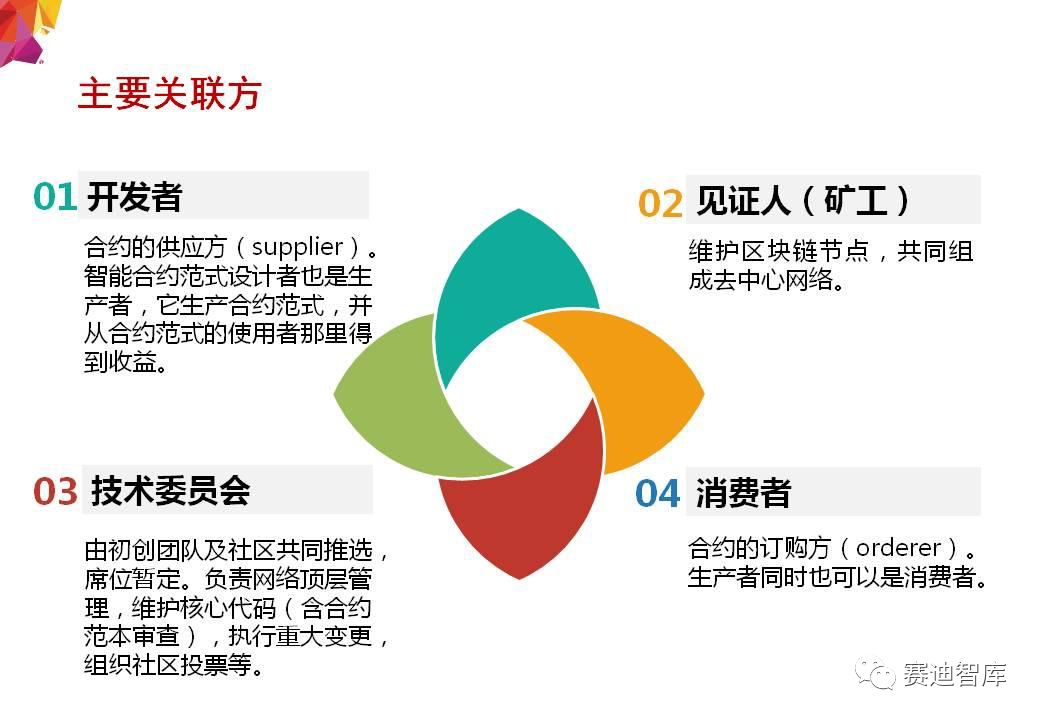 主要关联方
01 开发者
合约的供应方（supplier）。
智能合约范式设计者也是生
产者，它生产合约范式，并
从合约范式的使用者那里得
到收益。
02 见证人（矿工）
维护区块链节点，共同组
成去中心网络。
03 技术委员会
由初创团队及社区共同推选，
席位暂定。负责网络顶层管
理，维护核心代码（含合约
范本审查），执行重大变更，
组织社区投票等。
04 消费者
合约的订购方（orderer）。
生产者同时也可以是消费者。
赛迪智库